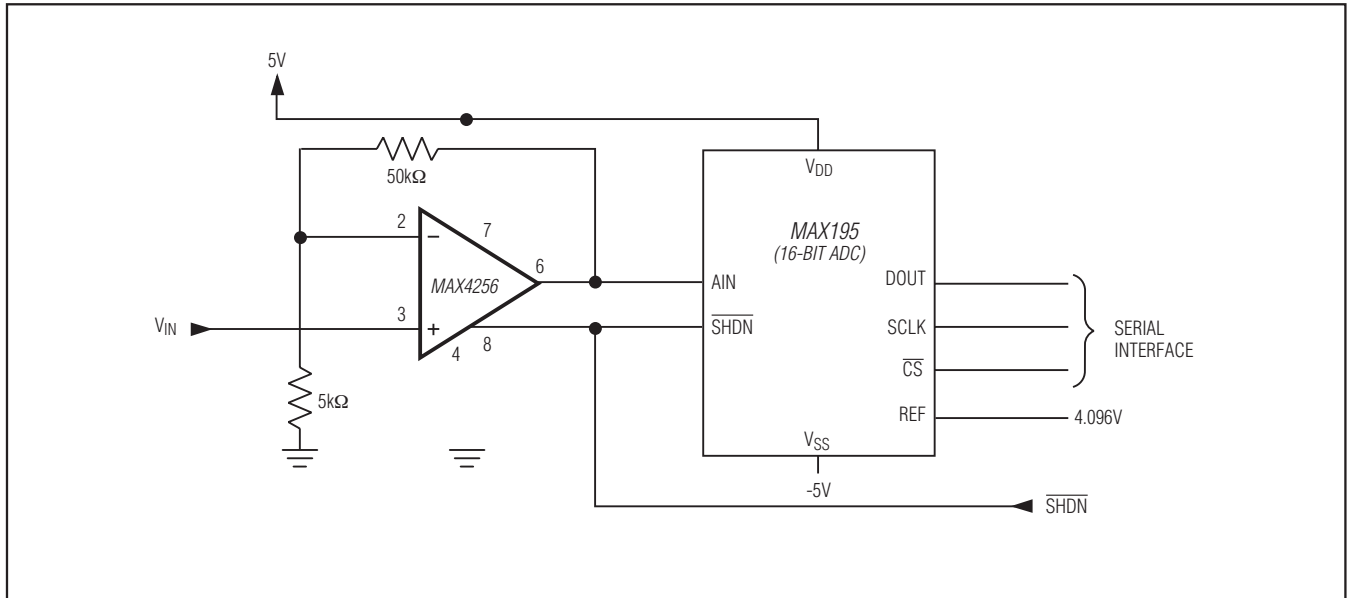 5V
50kΩ
VDD
2
−
7
MAX195
(16-BIT ADC)
6
MAX4256
AIN
DOUT
VIN
3
+
4
8
SHDN
SCLK
SERIAL
INTERFACE
CS
5kΩ
REF
4.096V
VSS
-5V
SHDN